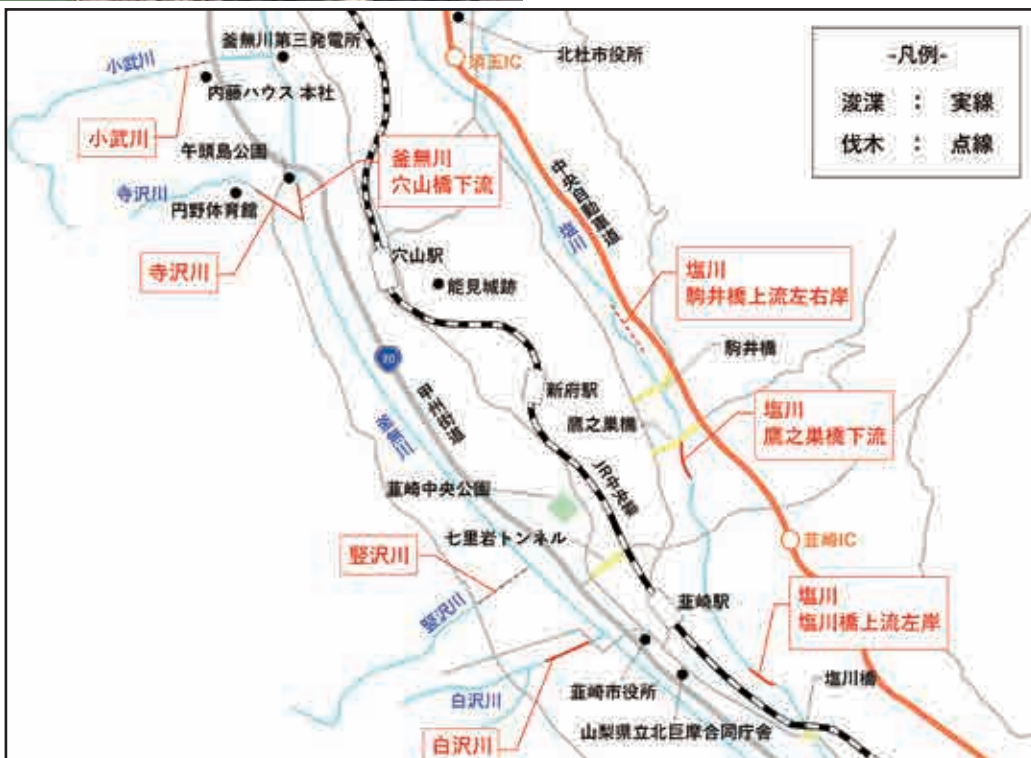 釜無川第三発電所
小武川
内藤ハウス 本社
小武川
午頭島公園
釜無川
穴山橋下流
寺沢川
円野体育館
寺沢川
穴山駅
能見城跡
北杜市役所
須玉IC
-凡例-
浚渫 : 実線
伐木 : 点線
中央自動車道
塩川
塩川
駒井橋上流左右岸
駒井橋
20
甲州街道
釜無川
新府駅
鷹之巣橋
塩川
鷹之巣橋下流
JR中央線
韮崎中央公園
七里岩トンネル
韮崎IC
竪沢川
竪沢川
韮崎駅
塩川
塩川橋上流左岸
塩川橋
韮崎市役所
白沢川
山梨県立北巨摩合同庁舎
白沢川